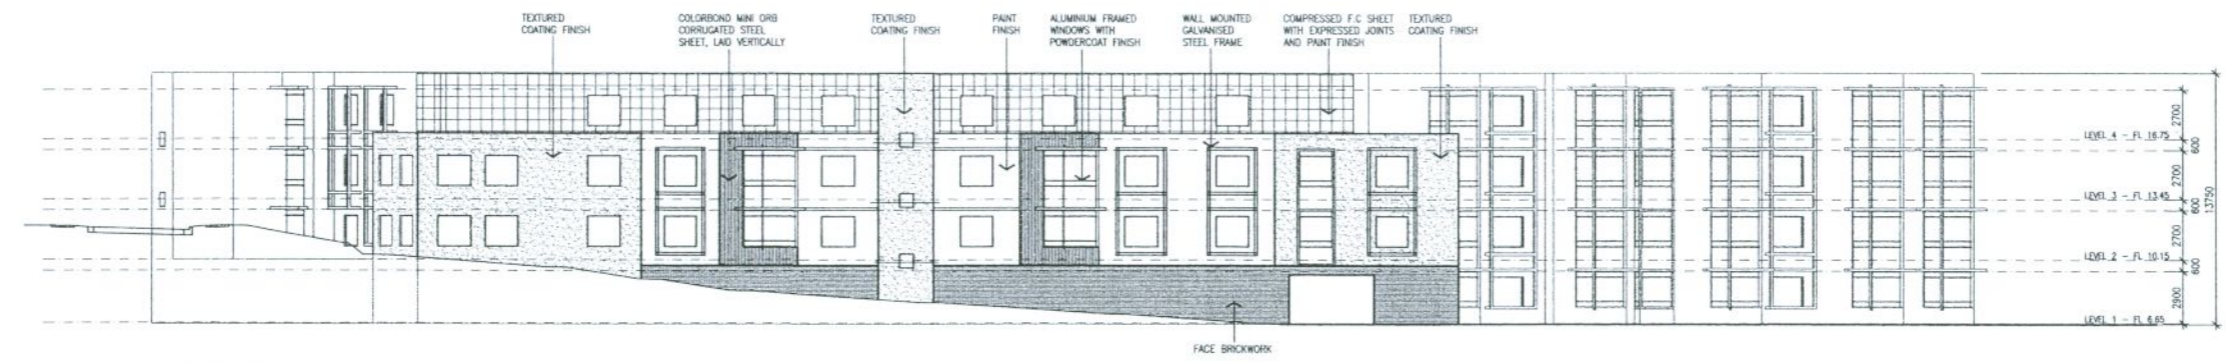 TEXTURED
COATING FINISH
COLORBOND MINI ORB
CORRUGATED STEEL
SHEET, LAID VERTICALLY
TEXTURED
COATING FINISH
PAINT
FINISH
ALUMINIUM FRAMED
WINDOWS WITH
POWDERCOAT FINISH
WALL MOUNTED
GALVANISED
STEEL FRAME
COMPRESSED F.C SHEET
WITH EXPRESSED JOINTS
AND PAINT FINISH
TEXTURED
COATING FINISH
2700
LEVEL 4 - FL 16.75
600
2700
LEVEL 3 - FL 13.45
600
13750
2700
LEVEL 2 - FL 10.15
600
2900
LEVEL 1 - FL 6.65
FACE BRICKWORK